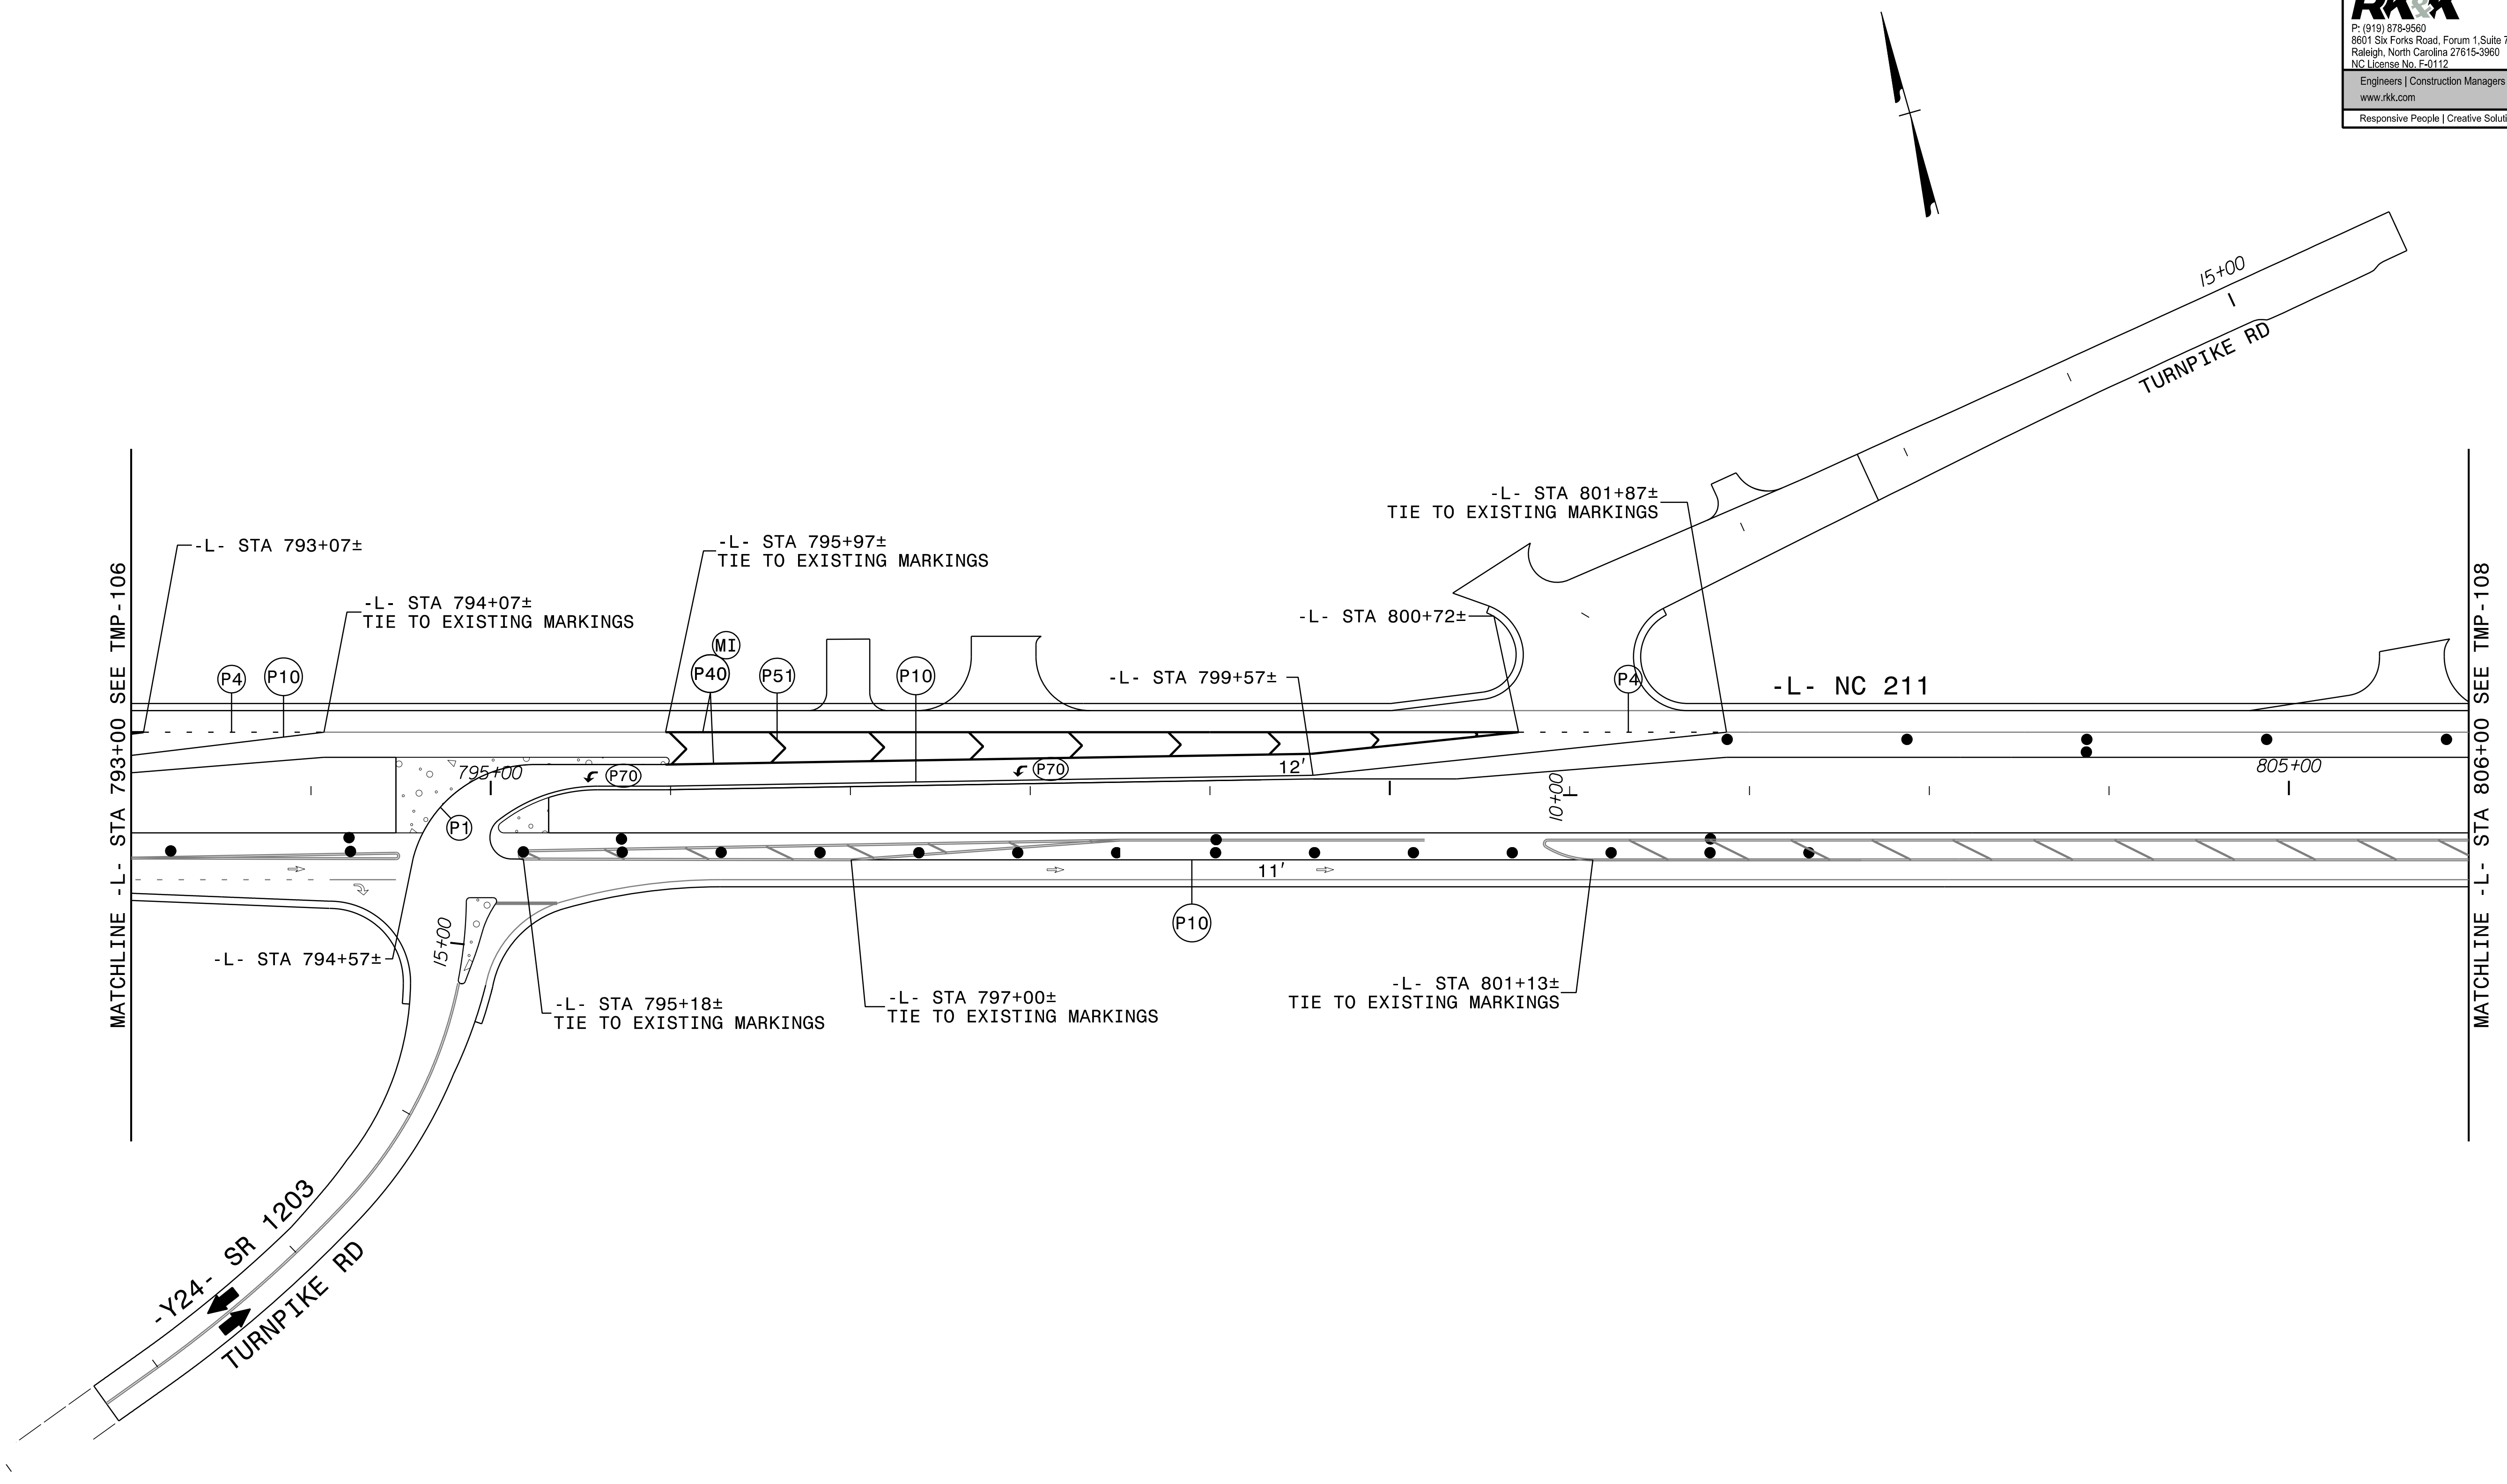 RK&K
P: (919) 878-9560
8601 Six Forks Road, Forum 1,Suite 7
Raleigh, North Carolina 27615-3960
NC License No. F-0112
Engineers | Construction Managers
www.rkk.com
Responsive People | Creative
15+00
TURNPIKE RD
-L- STA 801+87±
TIE TO EXISTING MARKINGS
-L- STA 793+07±
-L- STA 795+97±
TIE TO EXISTING MARKINGS
-L- STA 794+07±
TIE TO EXISTING MARKINGS
-L- STA 800+72±
MATCHLINE -L- STA 793+00 SEE TMP-106
MATCHLINE -L- STA 806+00 SEE TMP-108
MI
P4
P10
P40
P51
P10
-L- STA 799+57±
P4
-L- NC 211
795+00
P70
P70
12'
10+00
805+00
P1
11'
P10
15+00
-L- STA 794+57±
-L- STA 795+18±
TIE TO EXISTING MARKINGS
-L- STA 797+00±
TIE TO EXISTING MARKINGS
-L- STA 801+13±
TIE TO EXISTING MARKINGS
-Y24- SR 1203
TURNPIKE RD